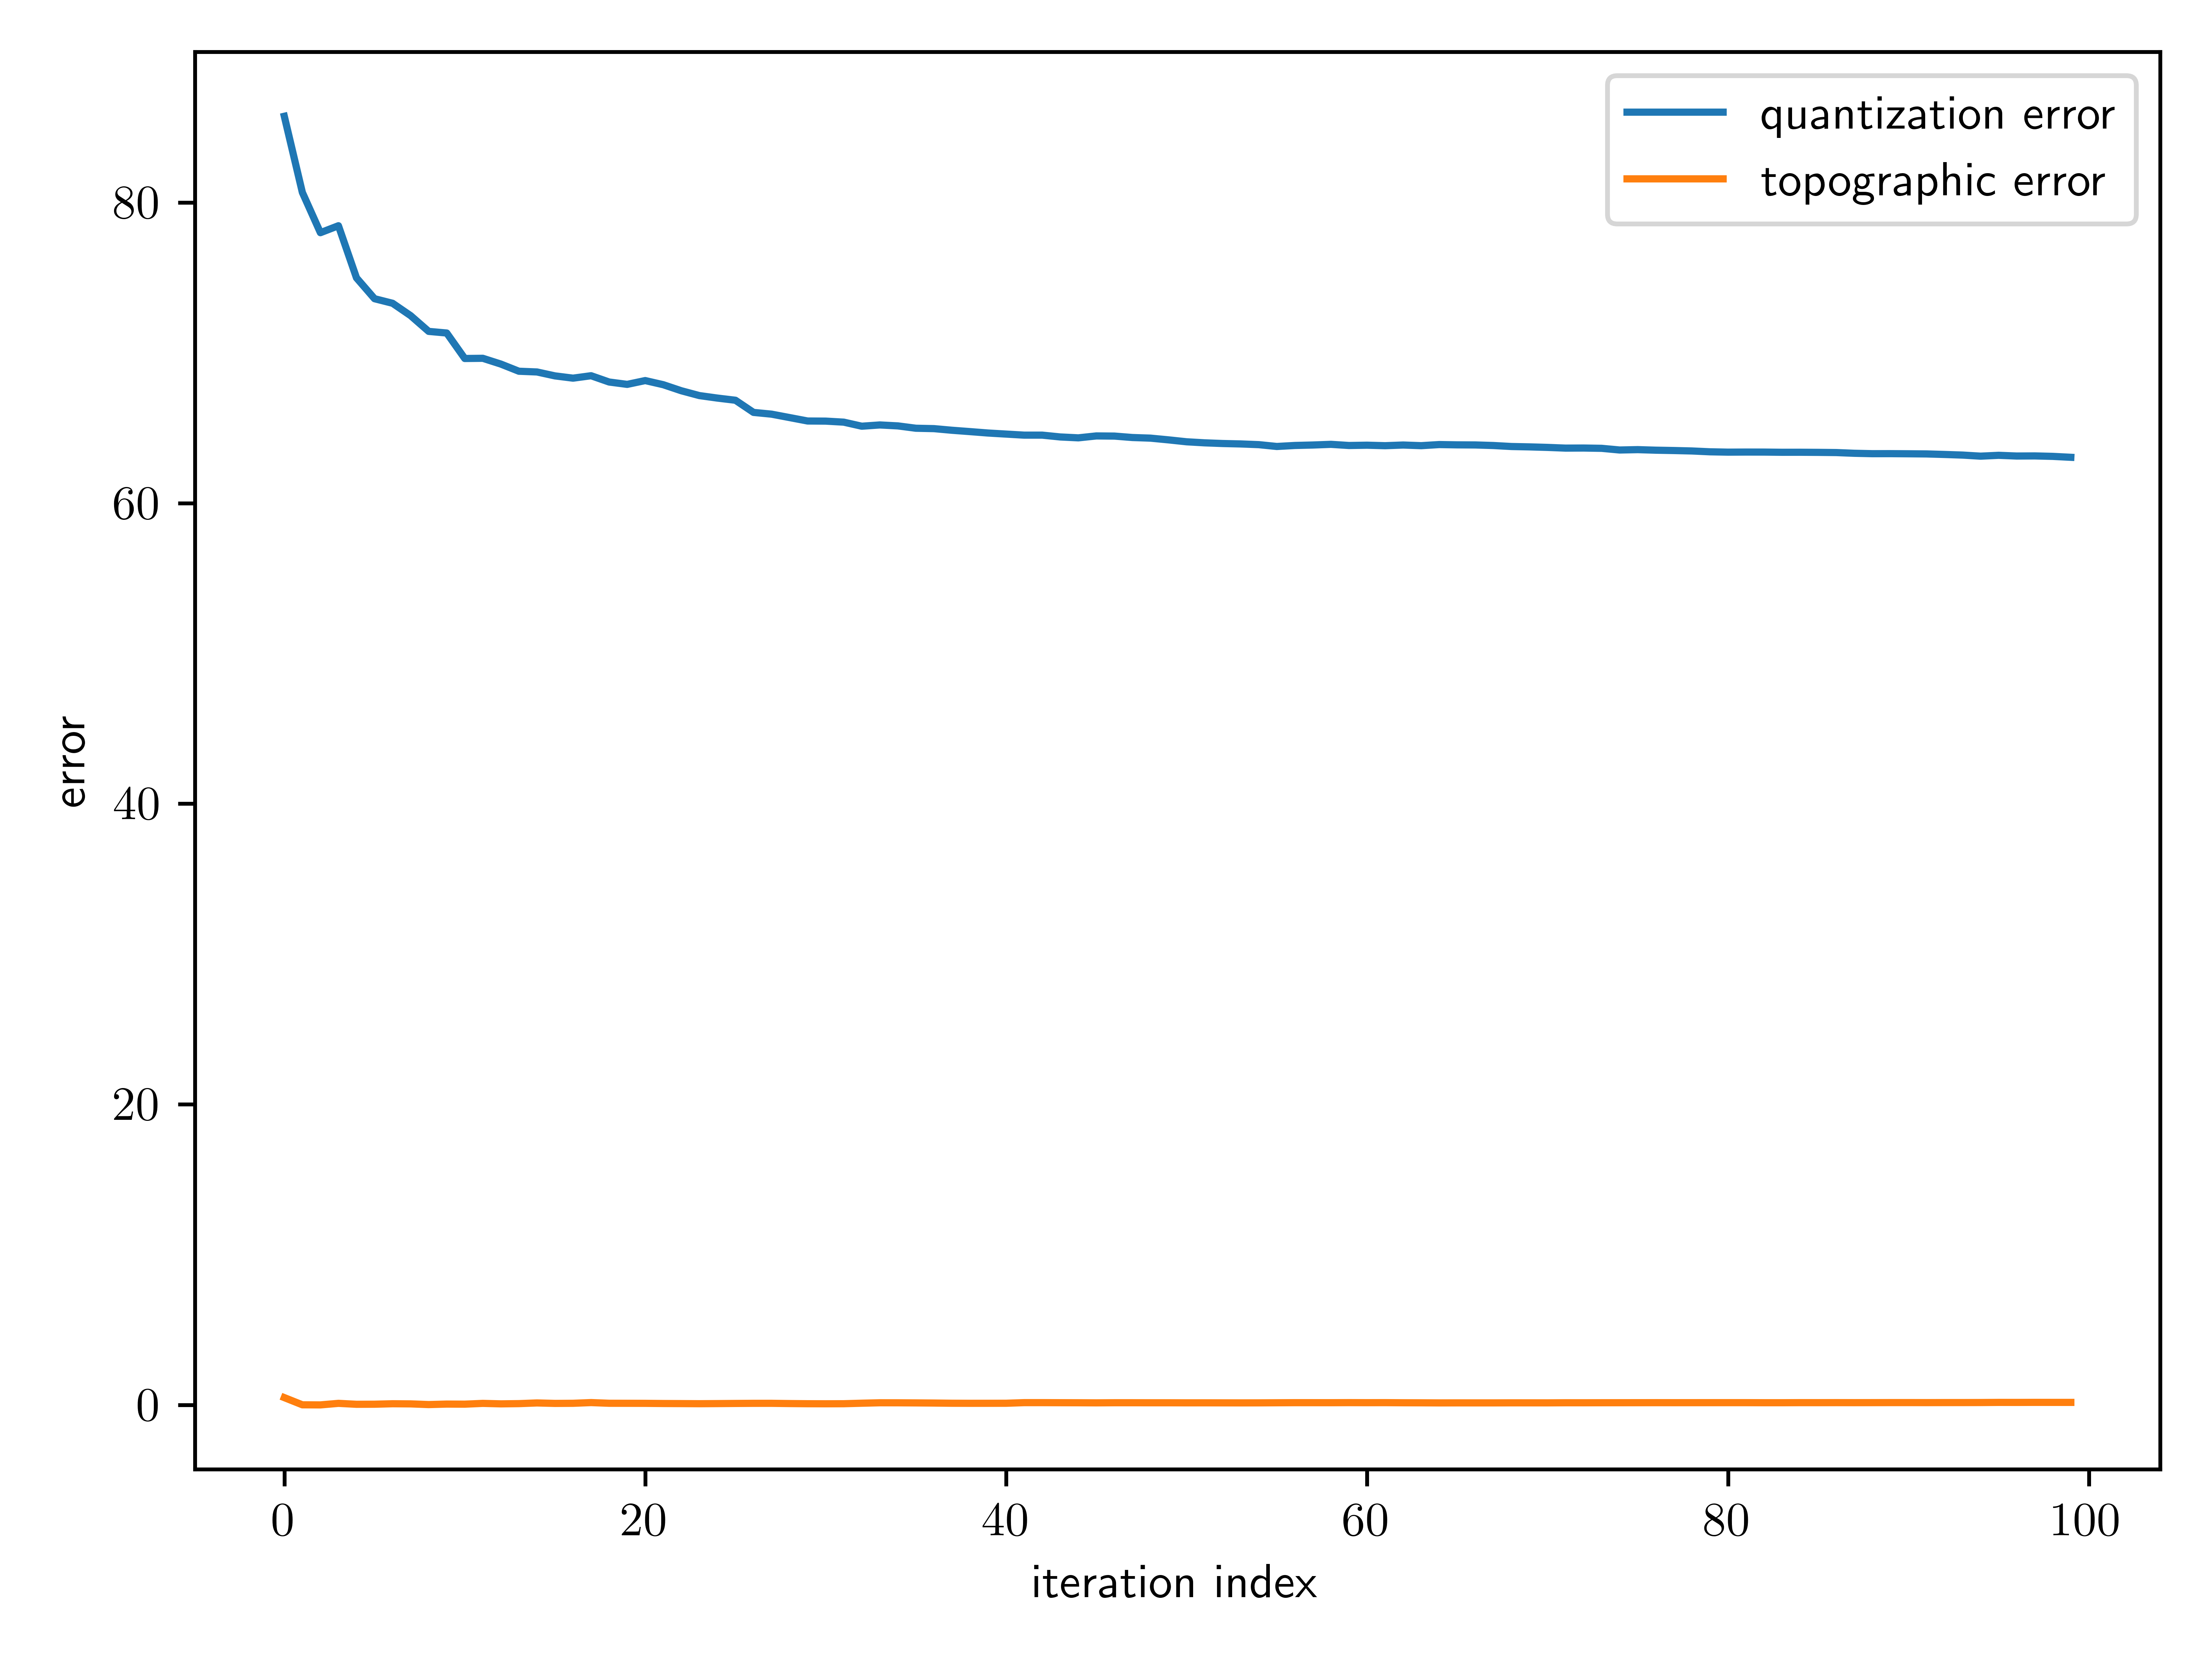 quantization error
topographic error
80
60
40
20
0
error
0 20 40 60 80 100
iteration index